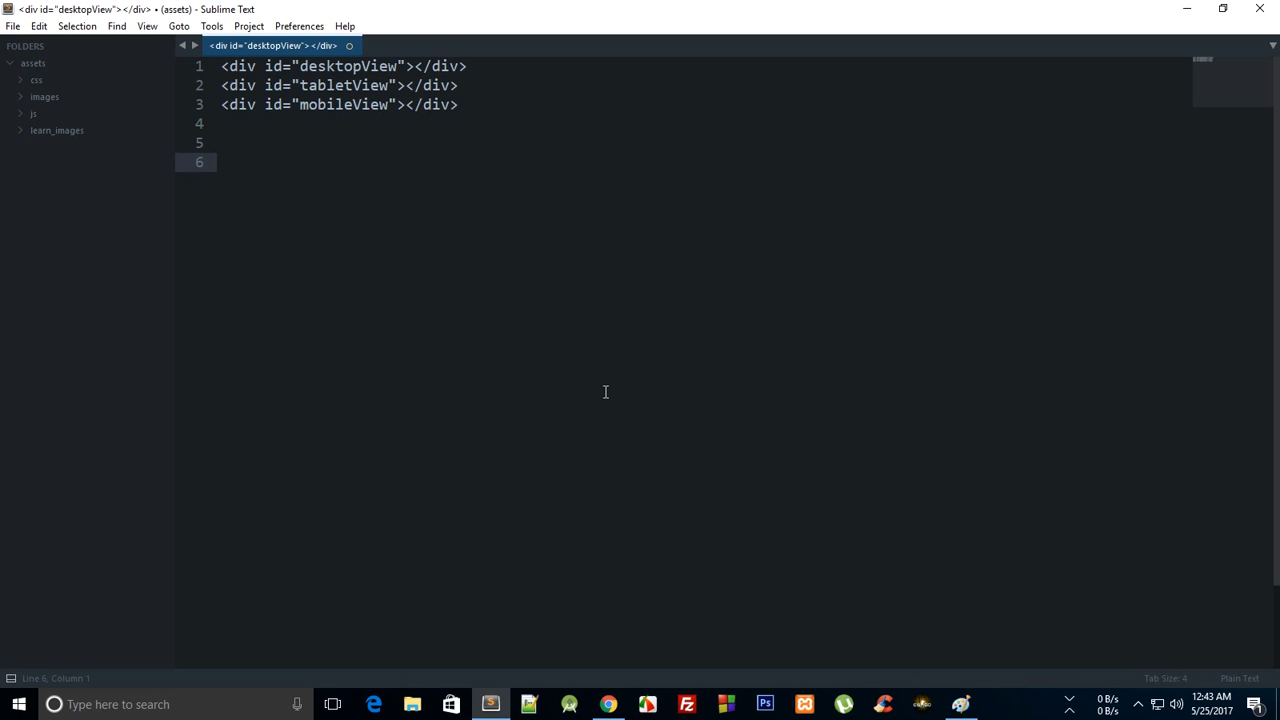 <div id="desktopView"></div> • (assets) - Sublime Text
File Edit Selection Find View Goto Tools Project Preferences Help
FOLDERS
assets
css
images
js
learn_images
<div id="desktopView"></div>
1 <div id="desktopView"></div>
2 <div id="tabletView"></div>
3 <div id="mobileView"></div>
4
5
6
Line 6, Column 1
Tab Size: 4
Plain Text
Type here to search
0 B/s
0 B/s
12:43 AM
5/25/2017